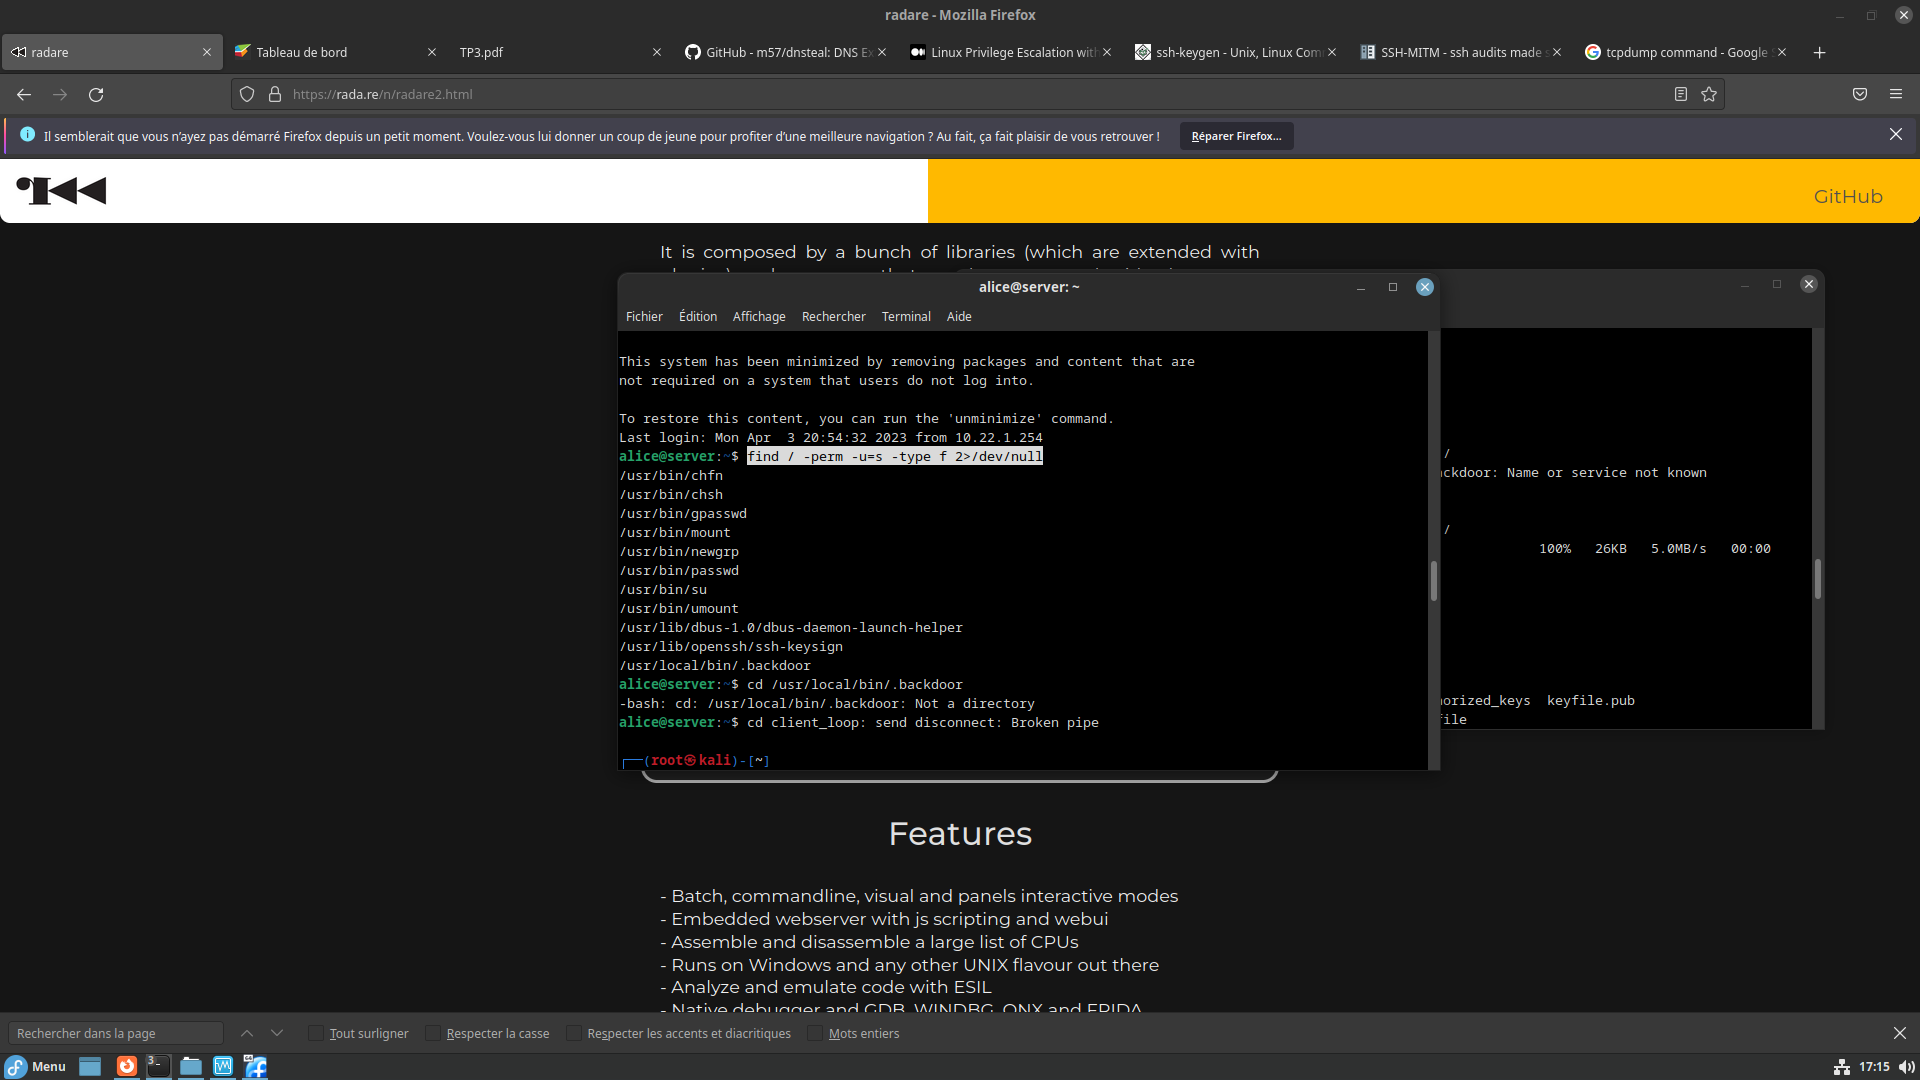 radare - Mozilla Firefox
radare
Tableau de bord
TP3.pdf
GitHub - m57/dnsteal: DNS Ex
Linux Privilege Escalation with
ssh-keygen - Unix, Linux Com
SSH-MITM - ssh audits made s
tcpdump command - Google
https://rada.re/n/radare2.html
Il semblerait que vous n'ayez pas démarré Firefox depuis un petit moment. Voulez-vous lui donner un coup de jeune pour profiter d'une meilleure navigation ? Au fait, ça fait plaisir de vous retrouver !
Réparer Firefox...
GitHub
It is composed by a bunch of libraries (which are extended with
alice@server: ~
Fichier Édition Affichage Rechercher Terminal Aide
This system has been minimized by removing packages and content that are
not required on a system that users do not log into.
To restore this content, you can run the 'unminimize' command.
Last login: Mon Apr  3 20:54:32 2023 from 10.22.1.254
alice@server:~$ find / -perm -u=s -type f 2>/dev/null
/usr/bin/chfn
/usr/bin/chsh
/usr/bin/gpasswd
/usr/bin/mount
/usr/bin/newgrp
/usr/bin/passwd
/usr/bin/su
/usr/bin/umount
/usr/lib/dbus-1.0/dbus-daemon-launch-helper
/usr/lib/openssh/ssh-keysign
/usr/local/bin/.backdoor
alice@server:~$ cd /usr/local/bin/.backdoor
-bash: cd: /usr/local/bin/.backdoor: Not a directory
alice@server:~$ cd client_loop: send disconnect: Broken pipe
┌──(root㉿kali)-[~]
/
ckdoor: Name or service not known
/
100% 26KB 5.0MB/s 00:00
orized_keys keyfile.pub
file
Features
- Batch, commandline, visual and panels interactive modes
- Embedded webserver with js scripting and webui
- Assemble and disassemble a large list of CPUs
- Runs on Windows and any other UNIX flavour out there
- Analyze and emulate code with ESIL
- Native debugger and GDB, WINDBG, QNX and FRIDA
Rechercher dans la page
Tout surligner
Respecter la casse
Respecter les accents et diacritiques
Mots entiers
Menu
3
64
17:15